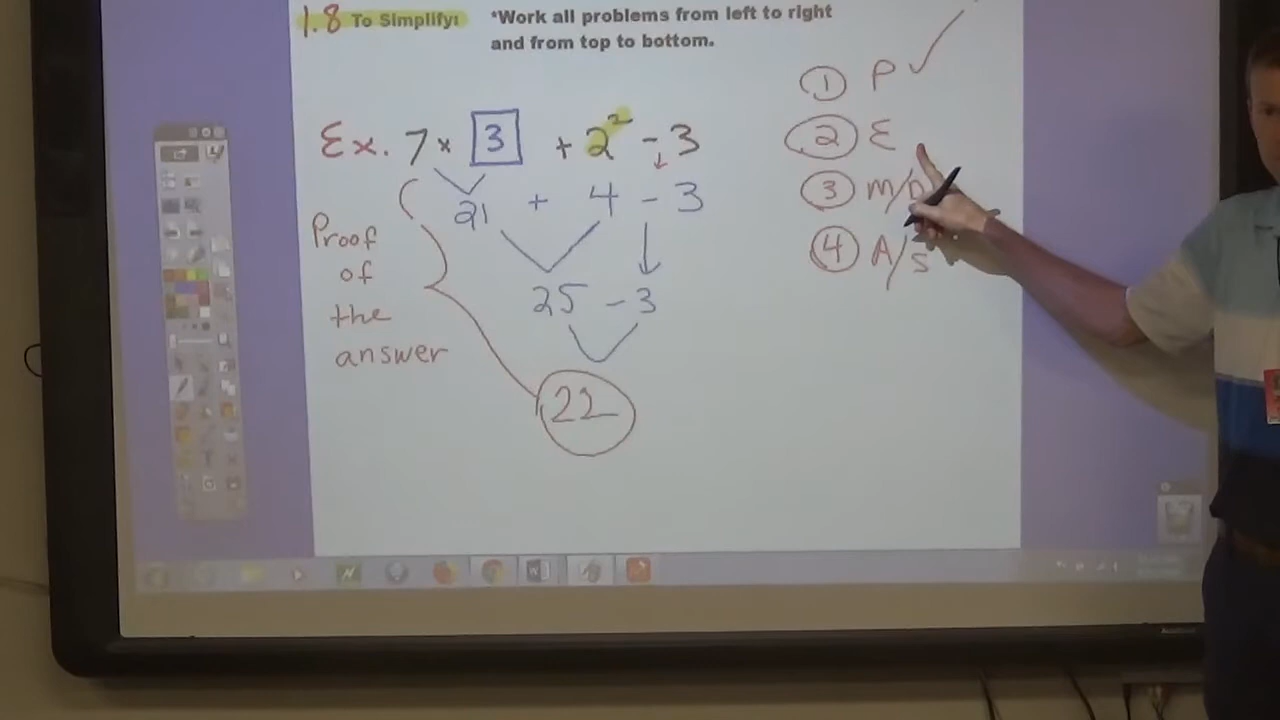 1.8 To Simplify: *Work all problems from left to right
and from top to bottom.
① P ✓
Ex. 7 × 3 + 2² - 3
② E
21 + 4 - 3
③ M/D
Proof
of
the
answer
④ A/S
25 - 3
22